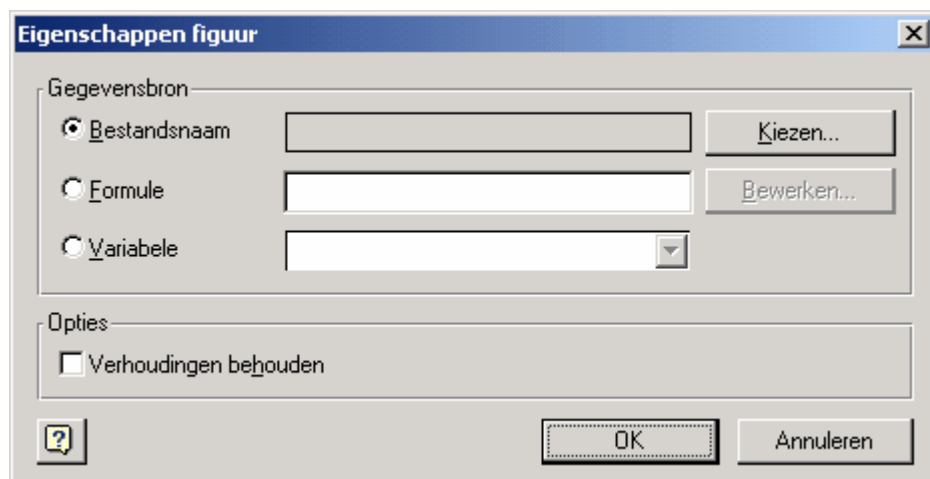 Eigenschappen figuur
Gegevensbron
Bestandsnaam
Kiezen...
Formule
Bewerken...
Variabele
Opties
Verhoudingen behouden
OK
Annuleren